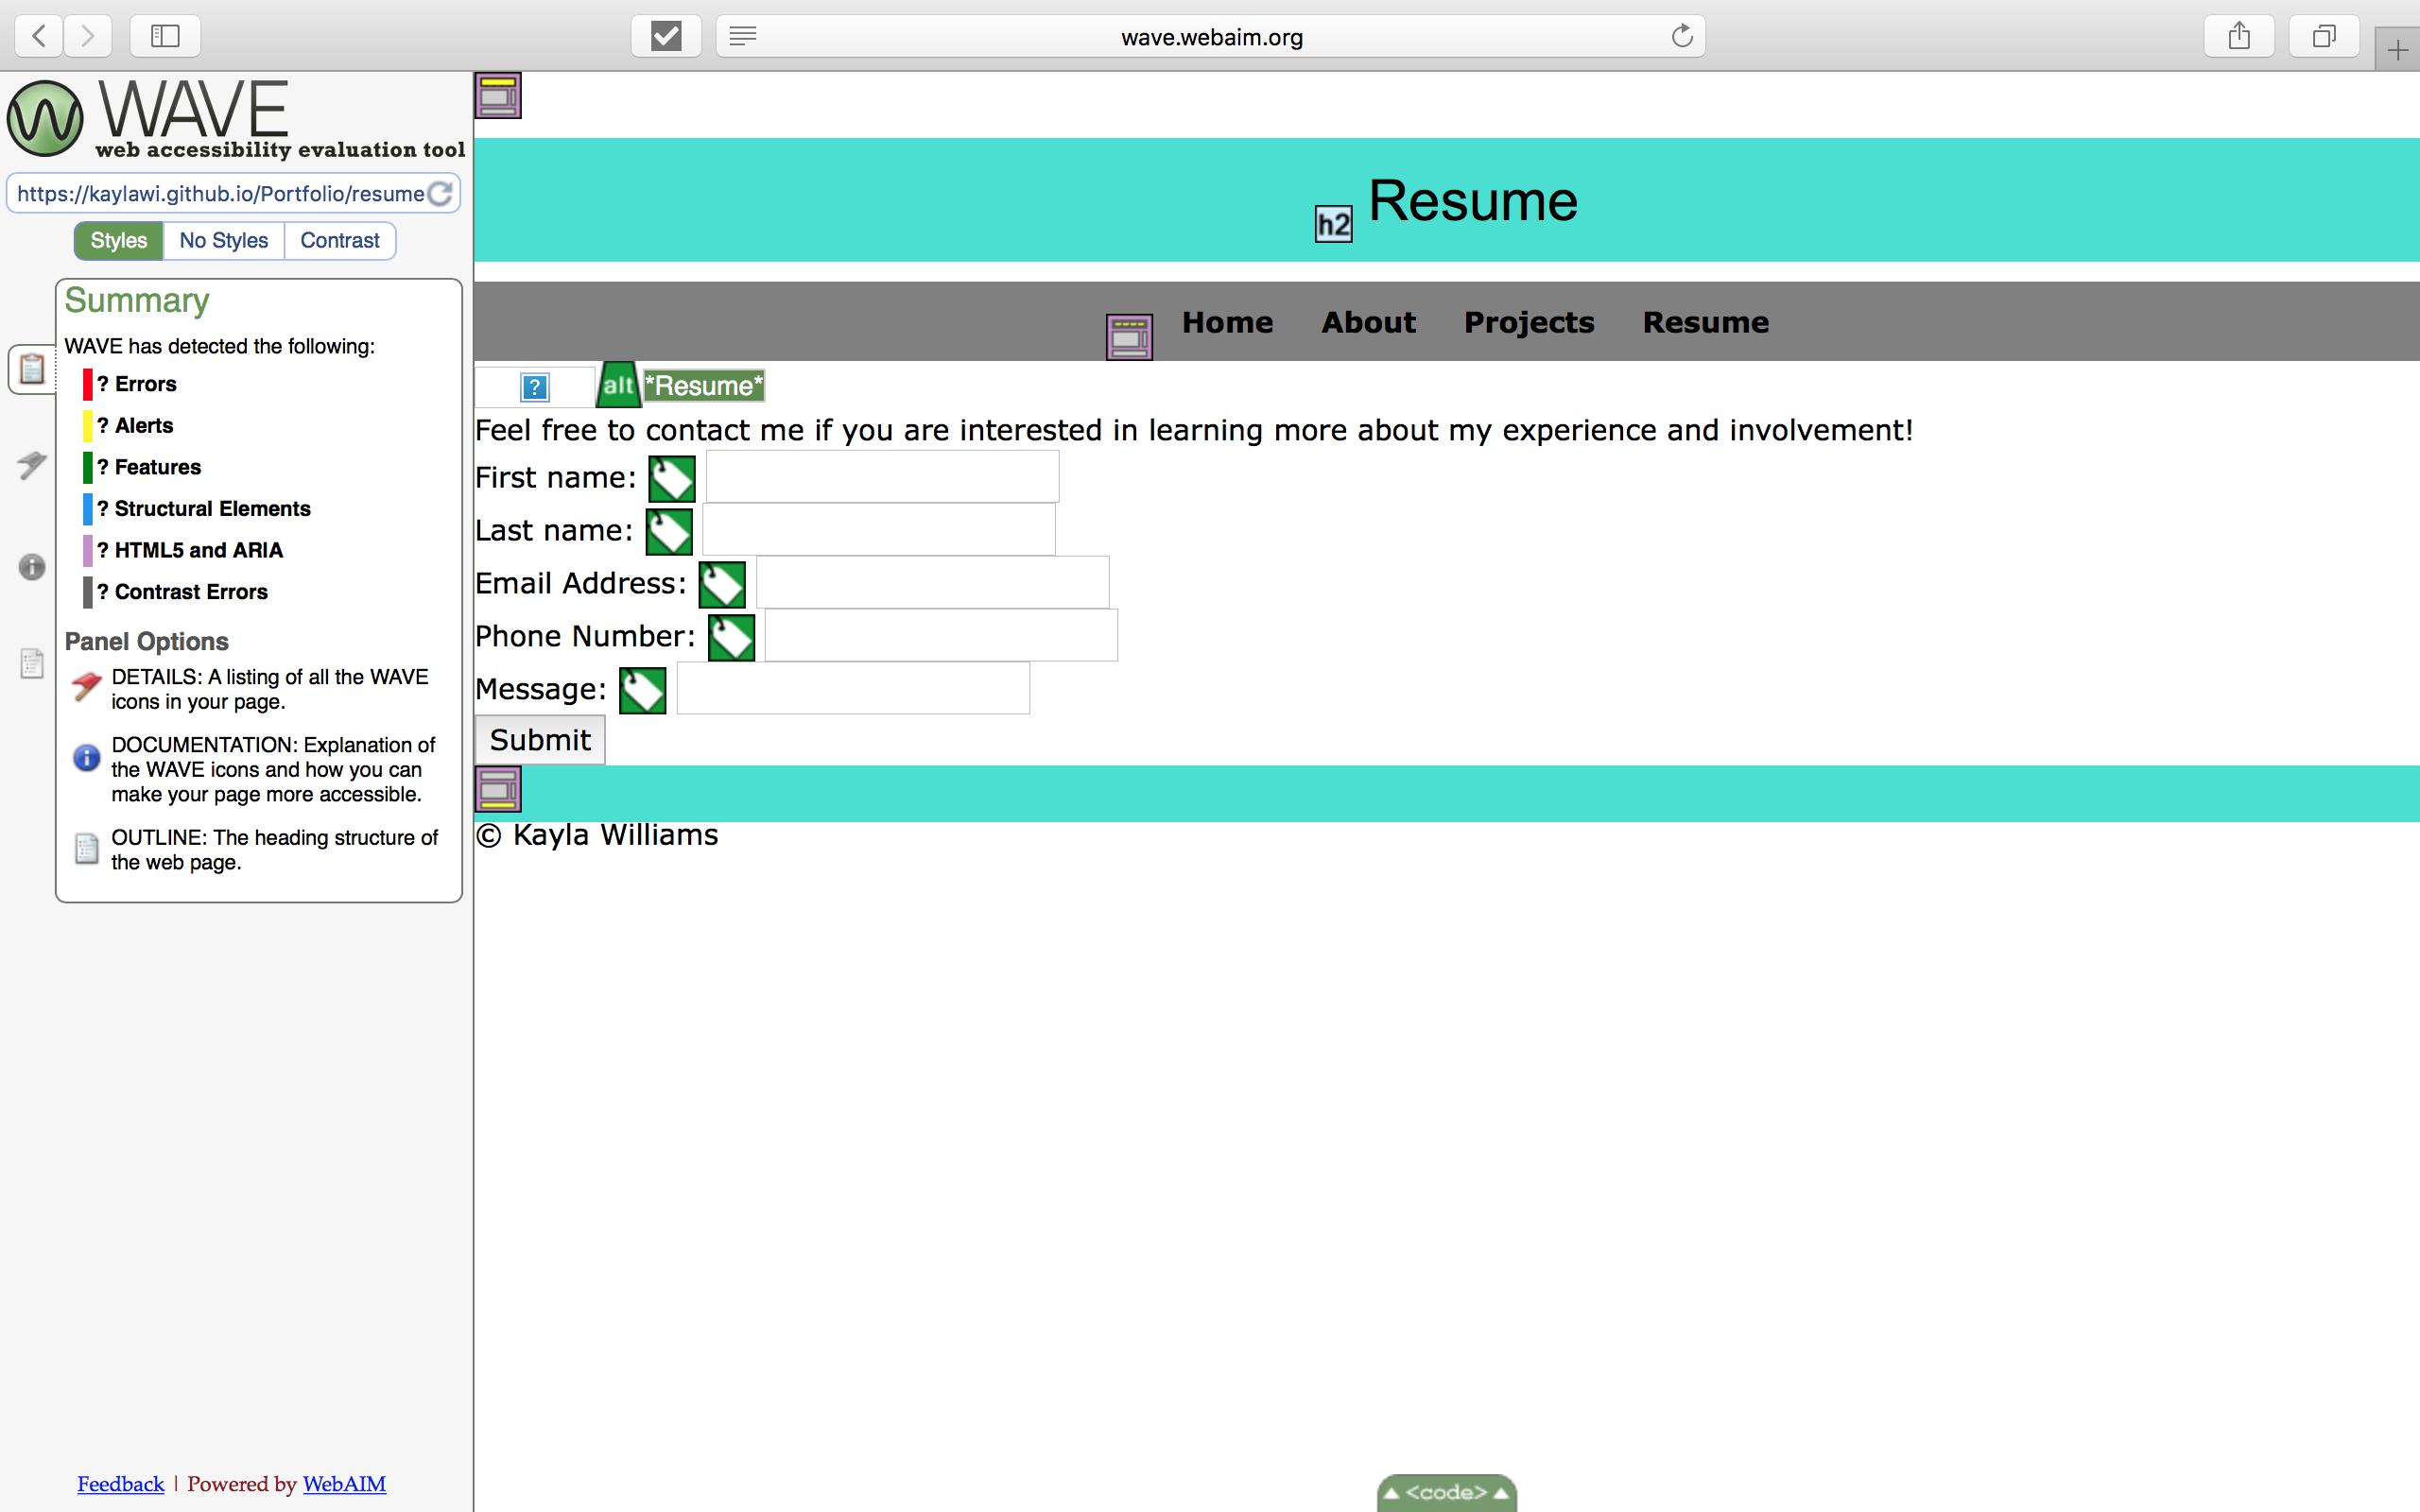 wave.webaim.org
WAVE
web accessibility evaluation tool
https://kaylawi.github.io/Portfolio/resume
Styles No Styles Contrast
Summary
WAVE has detected the following:
? Errors
? Alerts
? Features
? Structural Elements
? HTML5 and ARIA
? Contrast Errors
Panel Options
DETAILS: A listing of all the WAVE
icons in your page.
DOCUMENTATION: Explanation of
the WAVE icons and how you can
make your page more accessible.
OUTLINE: The heading structure of
the web page.
Feedback | Powered by WebAIM
h2 Resume
Home About Projects Resume
? alt *Resume*
Feel free to contact me if you are interested in learning more about my experience and involvement!
First name:
Last name:
Email Address:
Phone Number:
Message:
Submit
© Kayla Williams
<code>